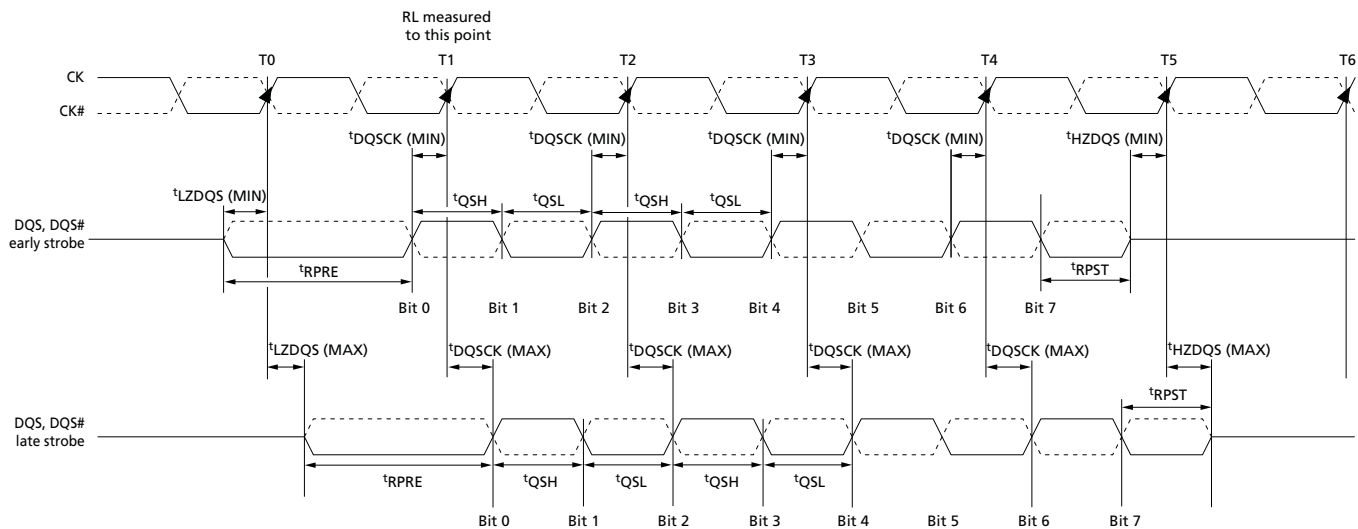 RL measured
to this point
T0 T1 T2 T3 T4 T5 T6
CK
CK#
tDQSCK (MIN) tDQSCK (MIN) tDQSCK (MIN) tDQSCK (MIN) tHZDQS (MIN)
tLZDQS (MIN)
tQSH tQSL tQSH tQSL
DQS, DQS#
early strobe
tRPRE tRPST
Bit 0 Bit 1 Bit 2 Bit 3 Bit 4 Bit 5 Bit 6 Bit 7
tLZDQS (MAX) tDQSCK (MAX) tDQSCK (MAX) tDQSCK (MAX) tDQSCK (MAX) tHZDQS (MAX)
tRPST
DQS, DQS#
late strobe
tRPRE tQSH tQSL tQSH tQSL
Bit 0 Bit 1 Bit 2 Bit 3 Bit 4 Bit 5 Bit 6 Bit 7